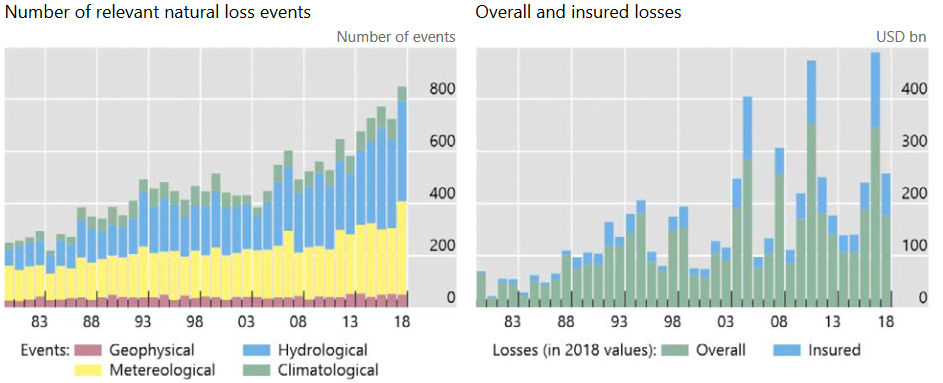 Number of relevant natural loss events
Number of events
800
600
400
200
0
83 88 93 98 03 08 13 18
Events: Geophysical Hydrological
Metereological Climatological
Overall and insured losses
USD bn
400
300
200
100
0
83 88 93 98 03 08 13 18
Losses (in 2018 values): Overall Insured